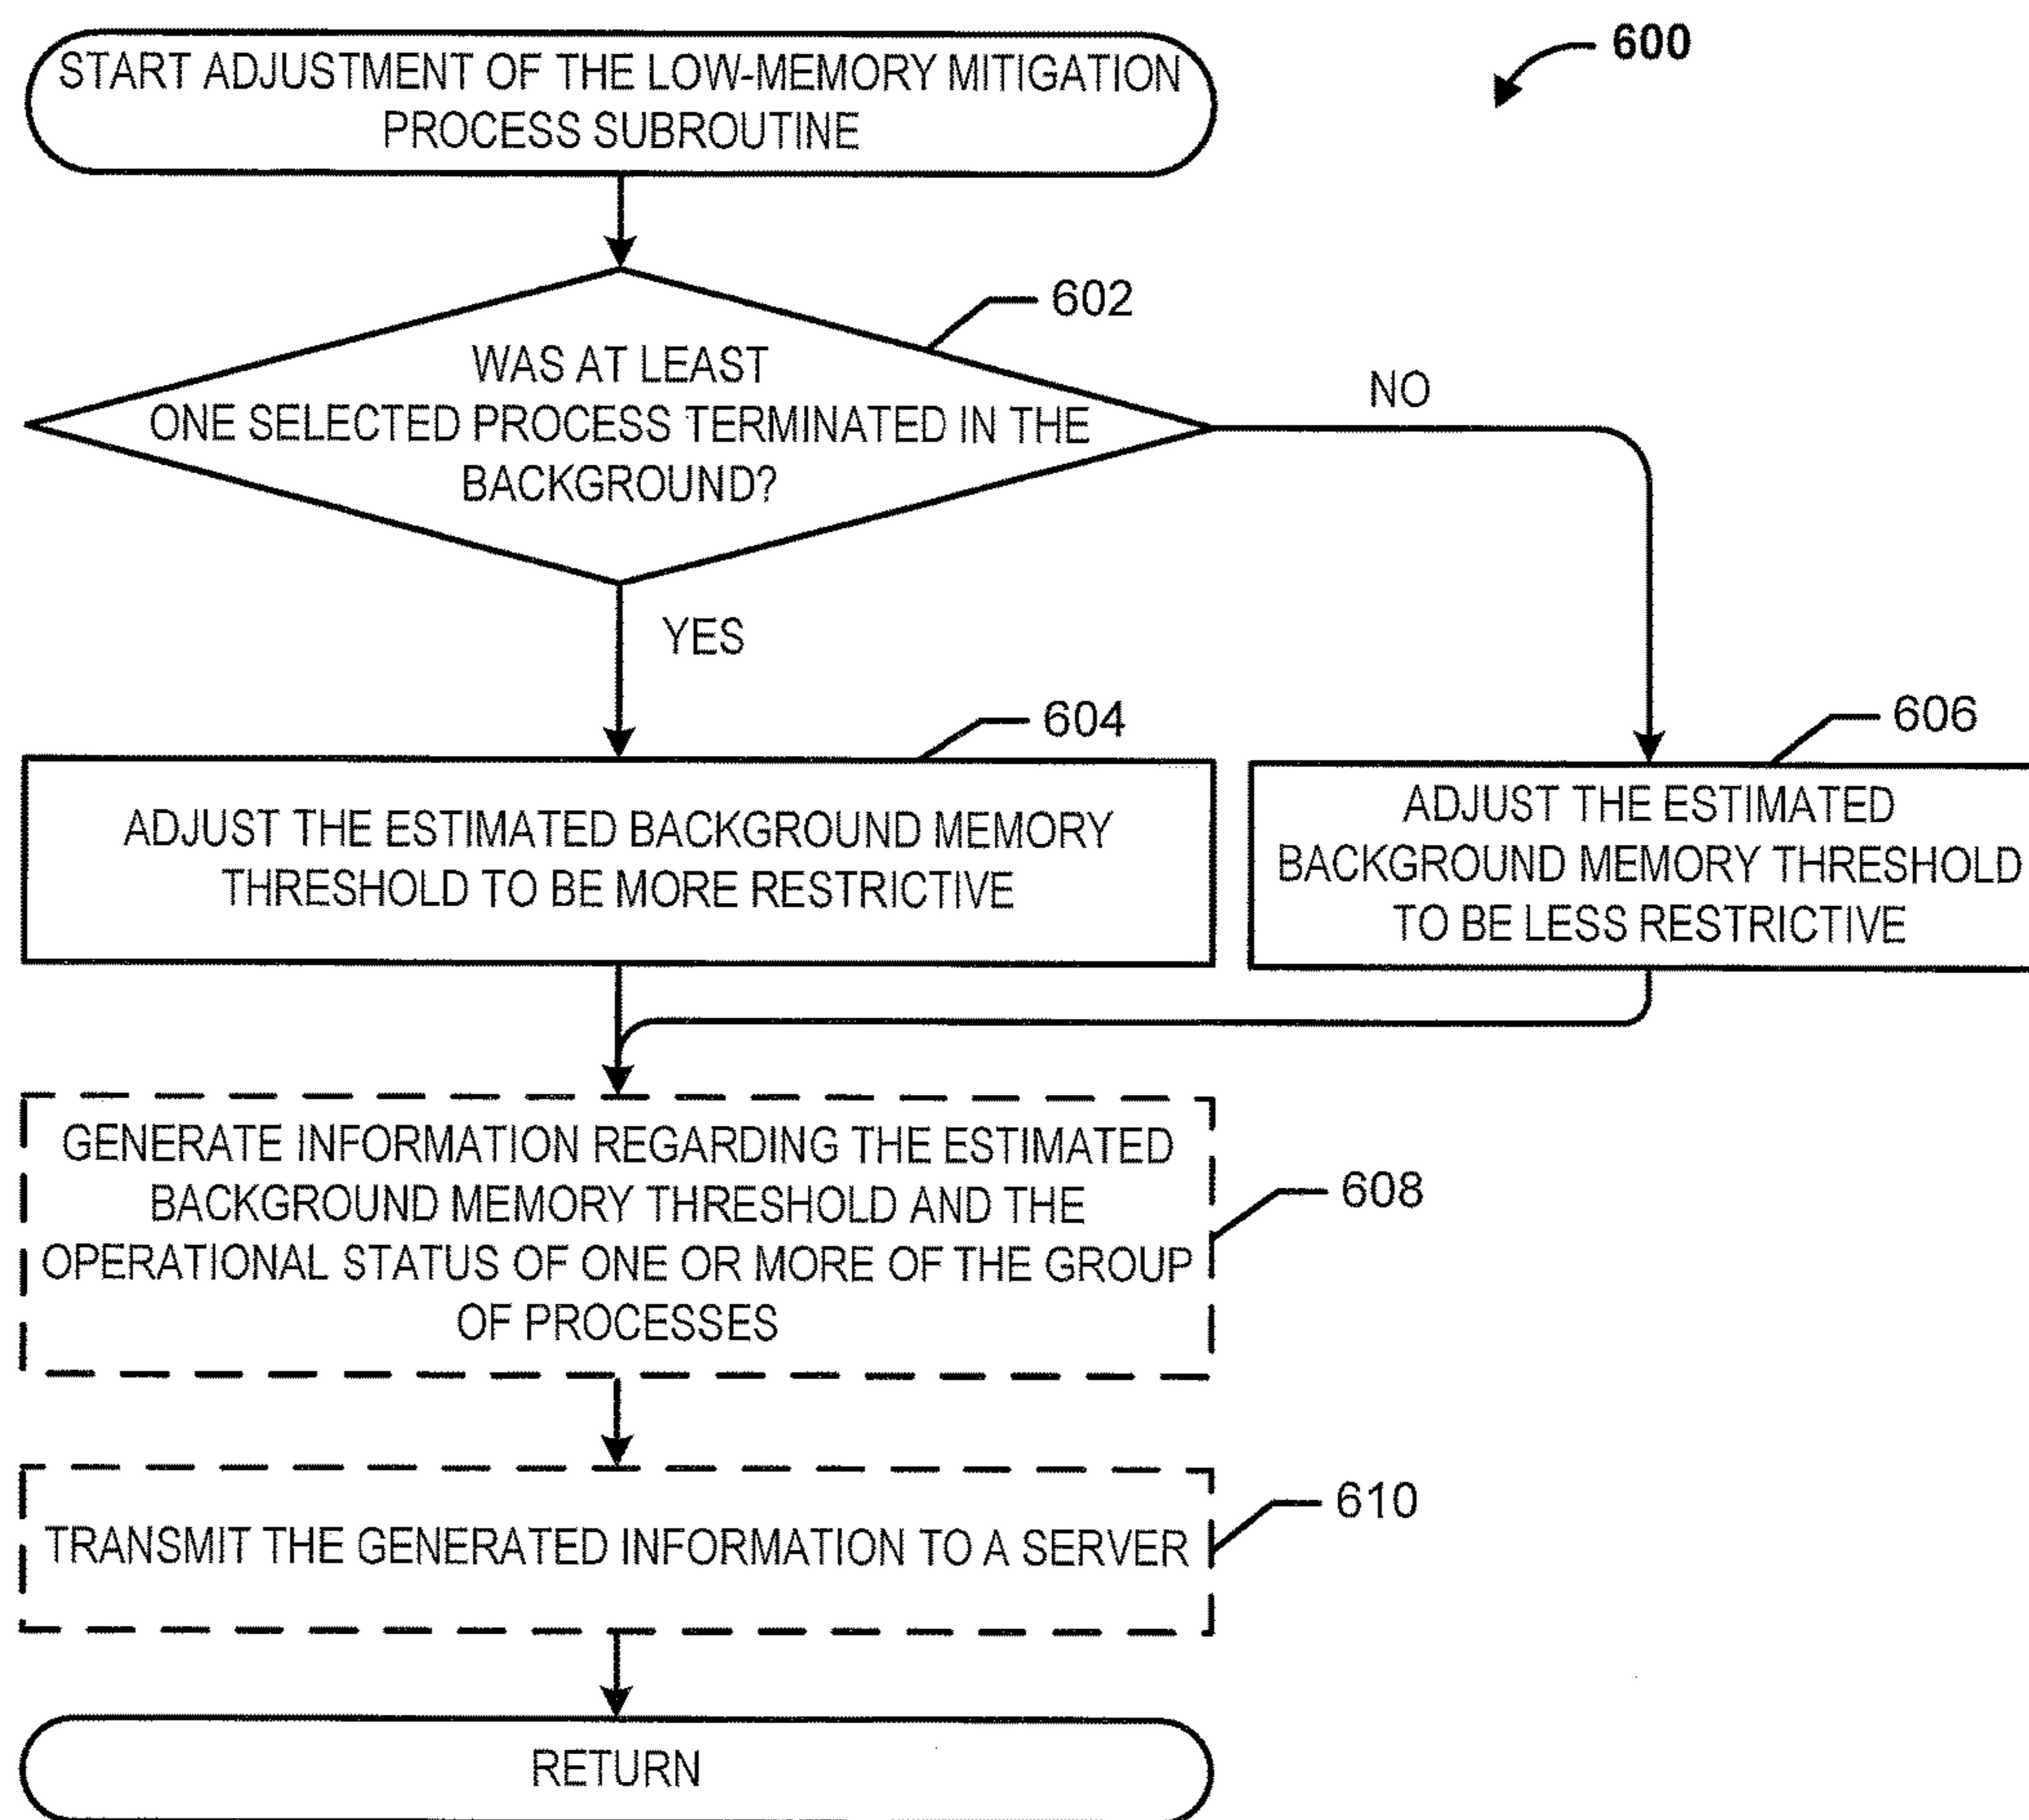 600
START ADJUSTMENT OF THE LOW-MEMORY MITIGATION
PROCESS SUBROUTINE
602
WAS AT LEAST
ONE SELECTED PROCESS TERMINATED IN THE
BACKGROUND?
NO
YES
604
606
ADJUST THE ESTIMATED BACKGROUND MEMORY
THRESHOLD TO BE MORE RESTRICTIVE
ADJUST THE ESTIMATED
BACKGROUND MEMORY THRESHOLD
TO BE LESS RESTRICTIVE
GENERATE INFORMATION REGARDING THE ESTIMATED
BACKGROUND MEMORY THRESHOLD AND THE
OPERATIONAL STATUS OF ONE OR MORE OF THE GROUP
OF PROCESSES
608
TRANSMIT THE GENERATED INFORMATION TO A SERVER
610
RETURN